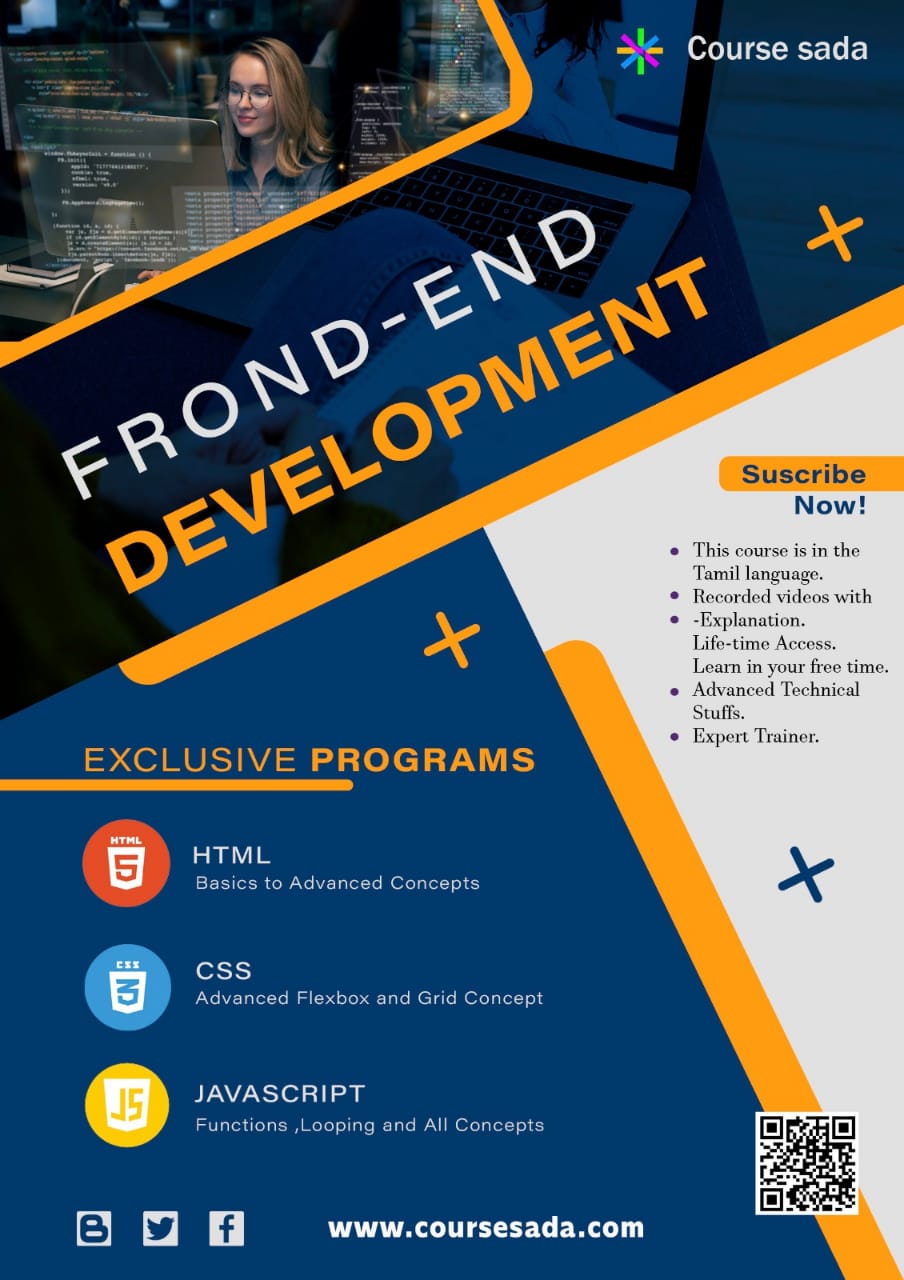 Course sada
FROND-END
DEVELOPMENT
Suscribe
Now!
• This course is in the
Tamil language.
• Recorded videos with
• -Explanation.
Life-time Access.
Learn in your free time.
• Advanced Technical
Stuffs.
• Expert Trainer.
EXCLUSIVE PROGRAMS
HTML
5
HTML
Basics to Advanced Concepts
CSS
3
CSS
Advanced Flexbox and Grid Concept
JS
JAVASCRIPT
Functions ,Looping and All Concepts
www.coursesada.com